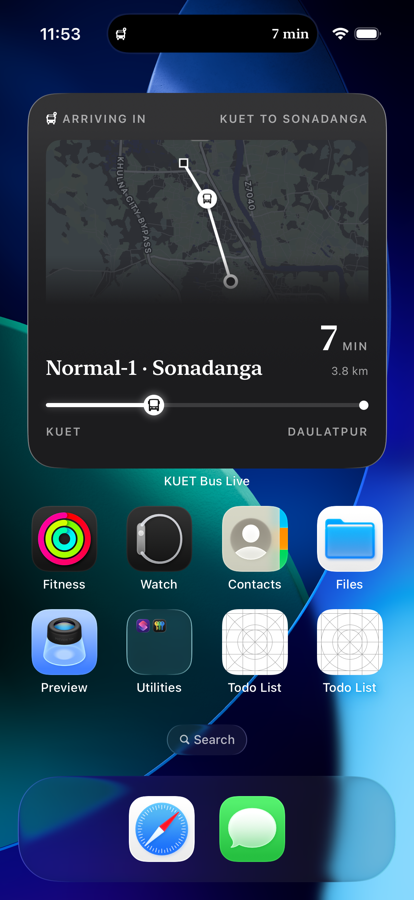 11:53
7 min
ARRIVING IN
KUET TO SONADANGA
KHULNA CITY BYPASS
Z7040
7 MIN
Normal-1 · Sonadanga
3.8 km
KUET
DAULATPUR
KUET Bus Live
Fitness
Watch
Contacts
Files
Preview
Utilities
Todo List
Todo List
Search